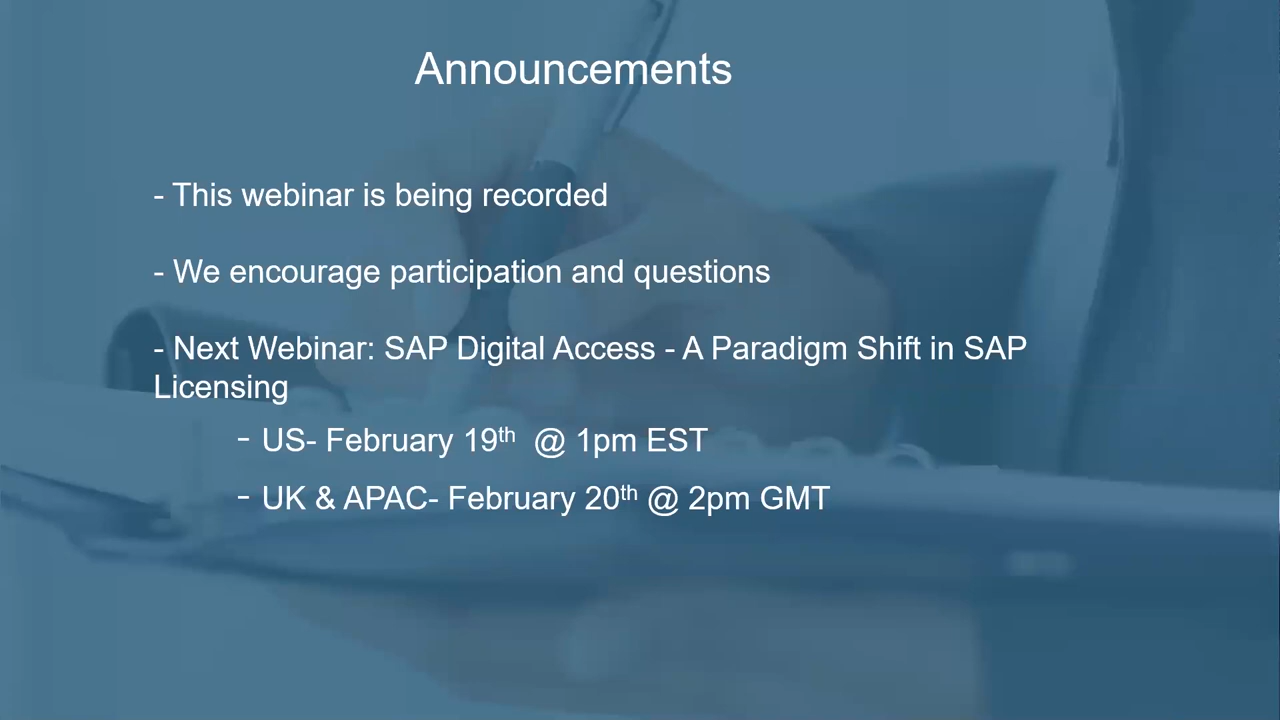 Announcements
- This webinar is being recorded
- We encourage participation and questions
- Next Webinar: SAP Digital Access - A Paradigm Shift in SAP
Licensing
- US- February 19th @ 1pm EST
- UK & APAC- February 20th @ 2pm GMT